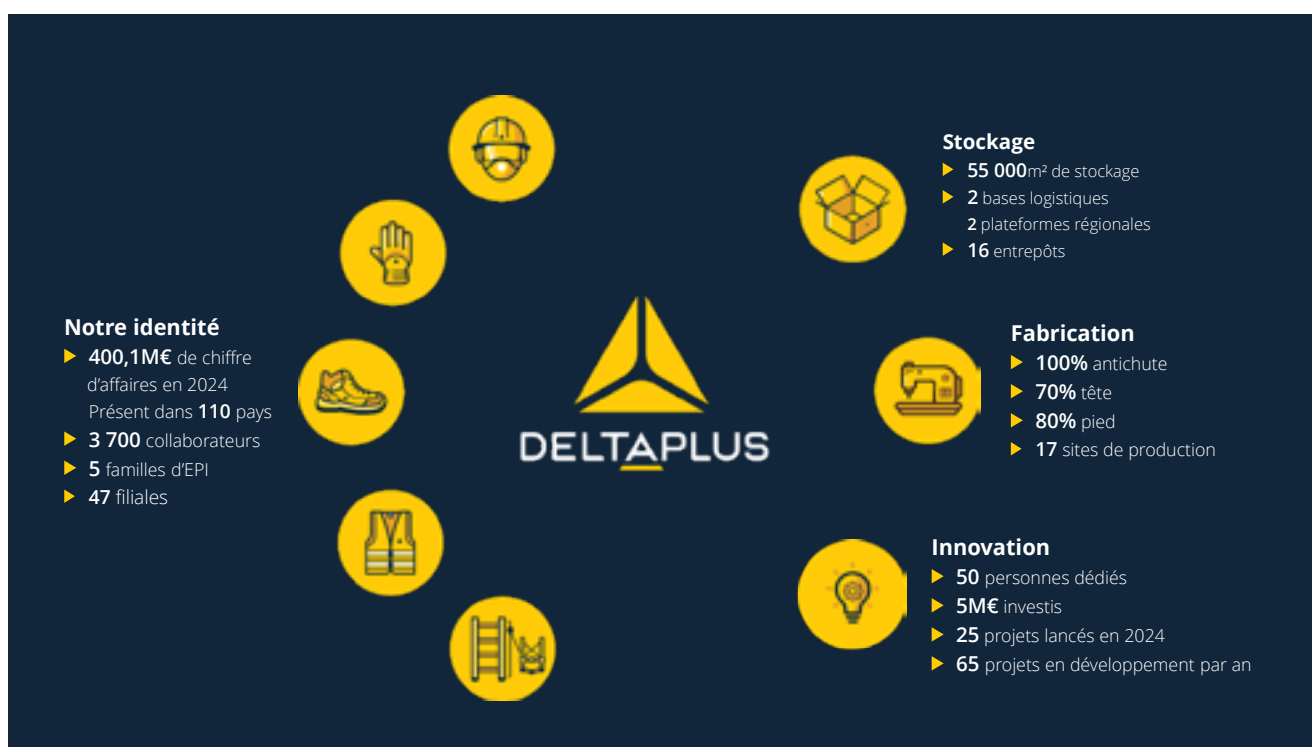 Notre identité
400,1M€ de chiffre
d'affaires en 2024
Présent dans 110 pays
3 700 collaborateurs
5 familles d'EPI
47 filiales
DELTAPLUS
Stockage
55 000m² de stockage
2 bases logistiques
2 plateformes régionales
16 entrepôts
Fabrication
100% antichute
70% tête
80% pied
17 sites de production
Innovation
50 personnes dédiés
5M€ investis
25 projets lancés en 2024
65 projets en développement par an